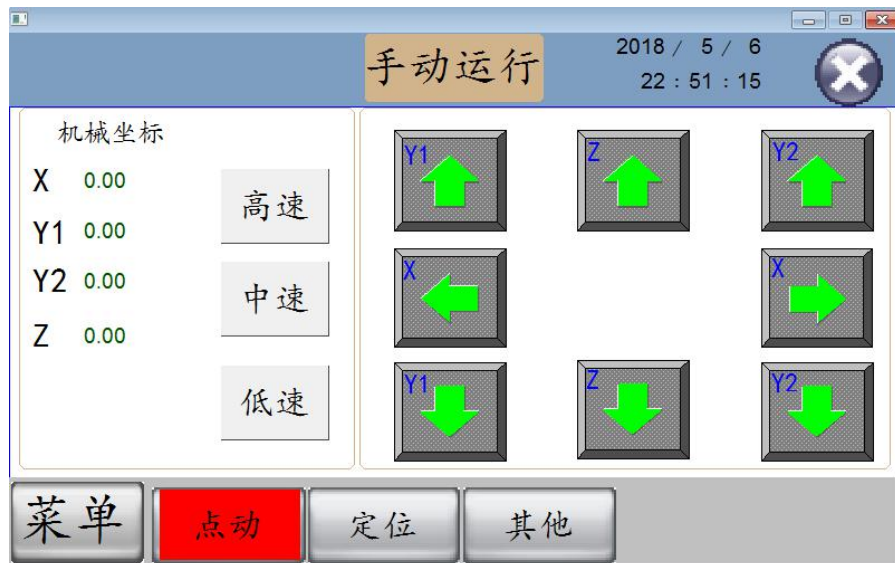 手动运行
2018 / 5 / 6
22 : 51 : 15
机械坐标
X 0.00
Y1 0.00
Y2 0.00
Z 0.00
高速
中速
低速
Y1 Z Y2
X X
Y1 Z Y2
菜单 点动 定位 其他